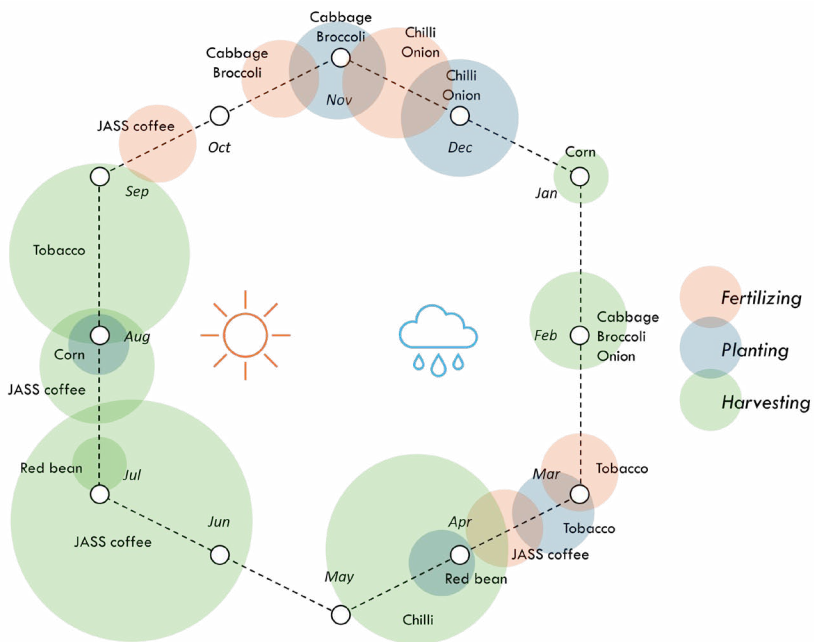 Cabbage
Broccoli
Chilli
Onion
Cabbage
Broccoli
Chilli
Onion
Nov
JASS coffee
Oct
Dec
Corn
Sep
Jan
Tobacco
Fertilizing
Cabbage
Broccoli
Onion
Feb
Aug
Corn
Planting
JASS coffee
Harvesting
Red bean
Jul
Mar
Tobacco
Jun
Apr
Tobacco
JASS coffee
JASS coffee
Red bean
May
Chilli